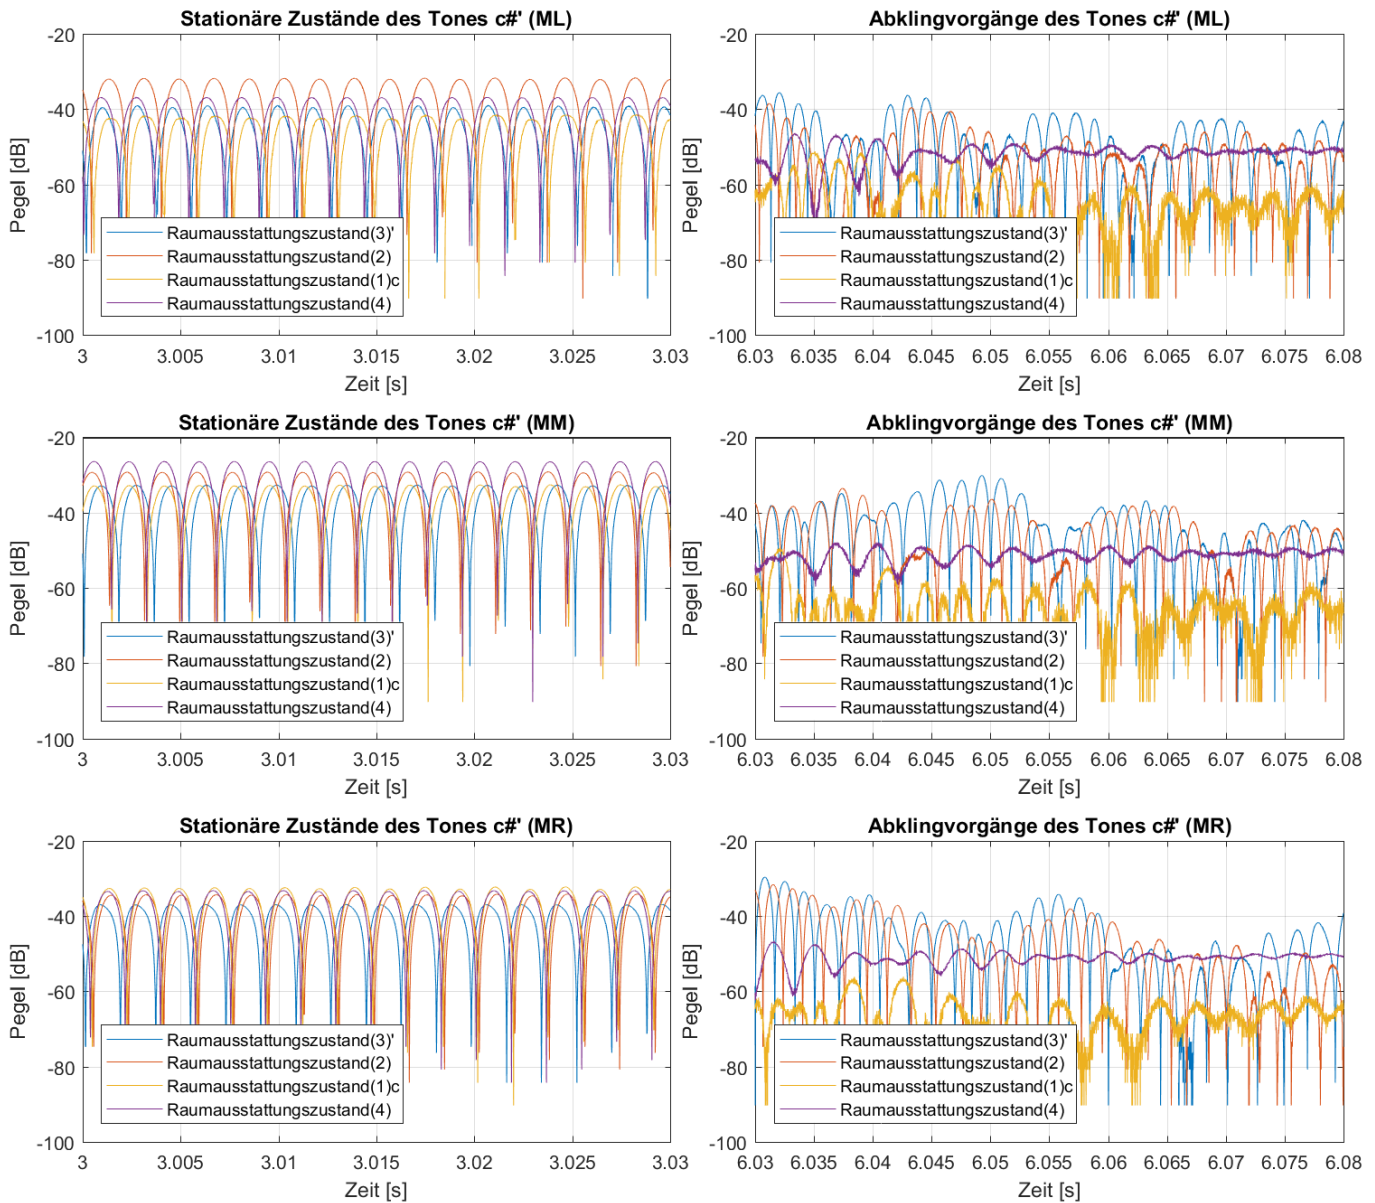 Stationäre Zustände des Tones c#' (ML)
-20
-40
-60
-80
-100
Pegel [dB]
Raumausstattungszustand(3)'
Raumausstattungszustand(2)
Raumausstattungszustand(1)c
Raumausstattungszustand(4)
3 3.005 3.01 3.015 3.02 3.025 3.03
Zeit [s]
Abklingvorgänge des Tones c#' (ML)
-20
-40
-60
-80
-100
Pegel [dB]
Raumausstattungszustand(3)'
Raumausstattungszustand(2)
Raumausstattungszustand(1)c
Raumausstattungszustand(4)
6.03 6.035 6.04 6.045 6.05 6.055 6.06 6.065 6.07 6.075 6.08
Zeit [s]
Stationäre Zustände des Tones c#' (MM)
-20
-40
-60
-80
-100
Pegel [dB]
Raumausstattungszustand(3)'
Raumausstattungszustand(2)
Raumausstattungszustand(1)c
Raumausstattungszustand(4)
3 3.005 3.01 3.015 3.02 3.025 3.03
Zeit [s]
Abklingvorgänge des Tones c#' (MM)
-20
-40
-60
-80
-100
Pegel [dB]
Raumausstattungszustand(3)'
Raumausstattungszustand(2)
Raumausstattungszustand(1)c
Raumausstattungszustand(4)
6.03 6.035 6.04 6.045 6.05 6.055 6.06 6.065 6.07 6.075 6.08
Zeit [s]
Stationäre Zustände des Tones c#' (MR)
-20
-40
-60
-80
-100
Pegel [dB]
Raumausstattungszustand(3)'
Raumausstattungszustand(2)
Raumausstattungszustand(1)c
Raumausstattungszustand(4)
3 3.005 3.01 3.015 3.02 3.025 3.03
Zeit [s]
Abklingvorgänge des Tones c#' (MR)
-20
-40
-60
-80
-100
Pegel [dB]
Raumausstattungszustand(3)'
Raumausstattungszustand(2)
Raumausstattungszustand(1)c
Raumausstattungszustand(4)
6.03 6.035 6.04 6.045 6.05 6.055 6.06 6.065 6.07 6.075 6.08
Zeit [s]